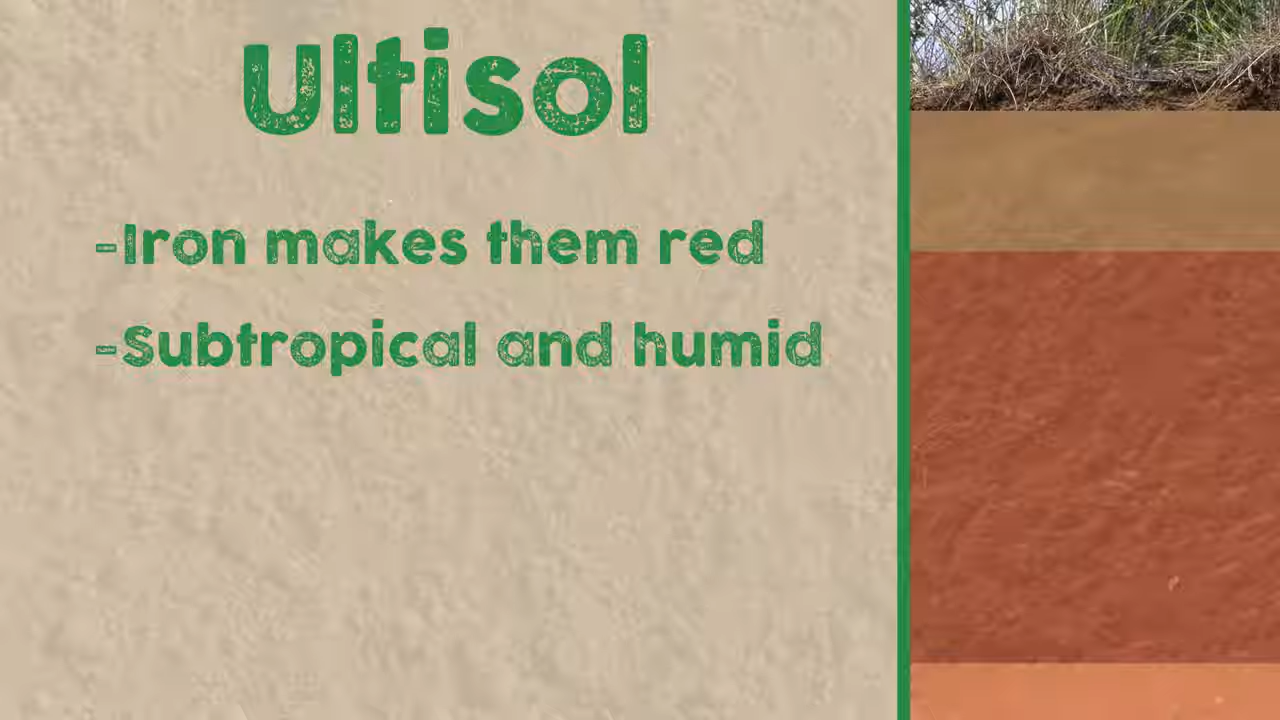 Ultisol
-Iron makes them red
-Subtropical and humid